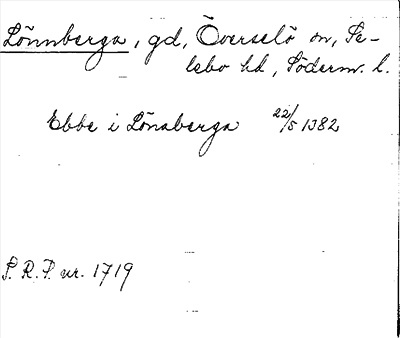 Lönnberga, gd, Överselö sn, Se-
lebo hd, Söderm. l.
Ebbe i Lönaberga 22/5 1382
S.R.P. nr. 1719